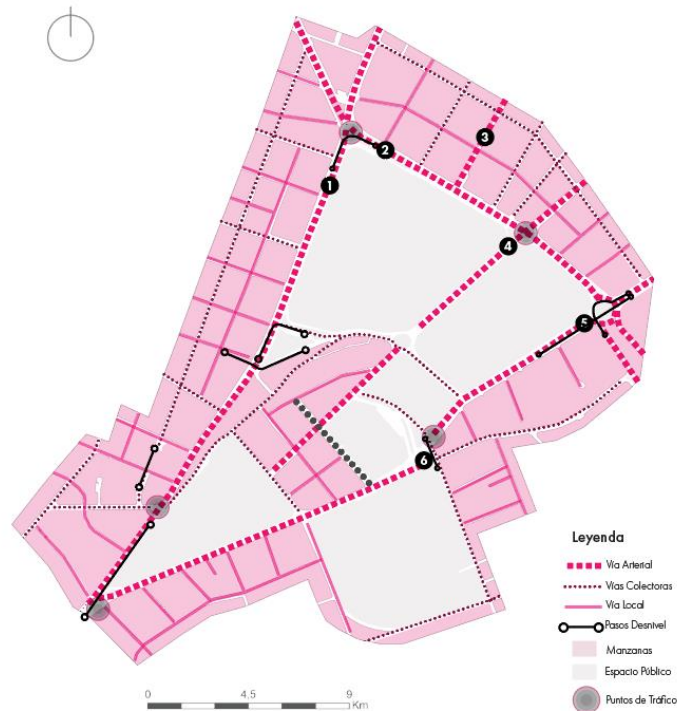 3
2
1
4
5
6
Leyenda
Vía Arterial
Vías Colectoras
Vía Local
Pasos Desnivel
Manzanas
Espacio Público
Puntos de Tráfico
0 4.5 9
Km